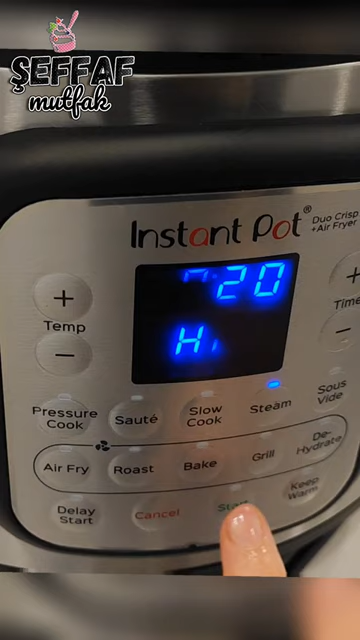 ŞEFFAF
mutfak
Instant Pot®
Duo Crisp
+Air Fryer
20
Hi
+
Temp
−
+
Time
−
Pressure
Cook
Sauté
Slow
Cook
Steam
Sous
Vide
Air Fry
Roast
Bake
Grill
De-
Hydrate
Delay
Start
Cancel
Start
Keep
Warm